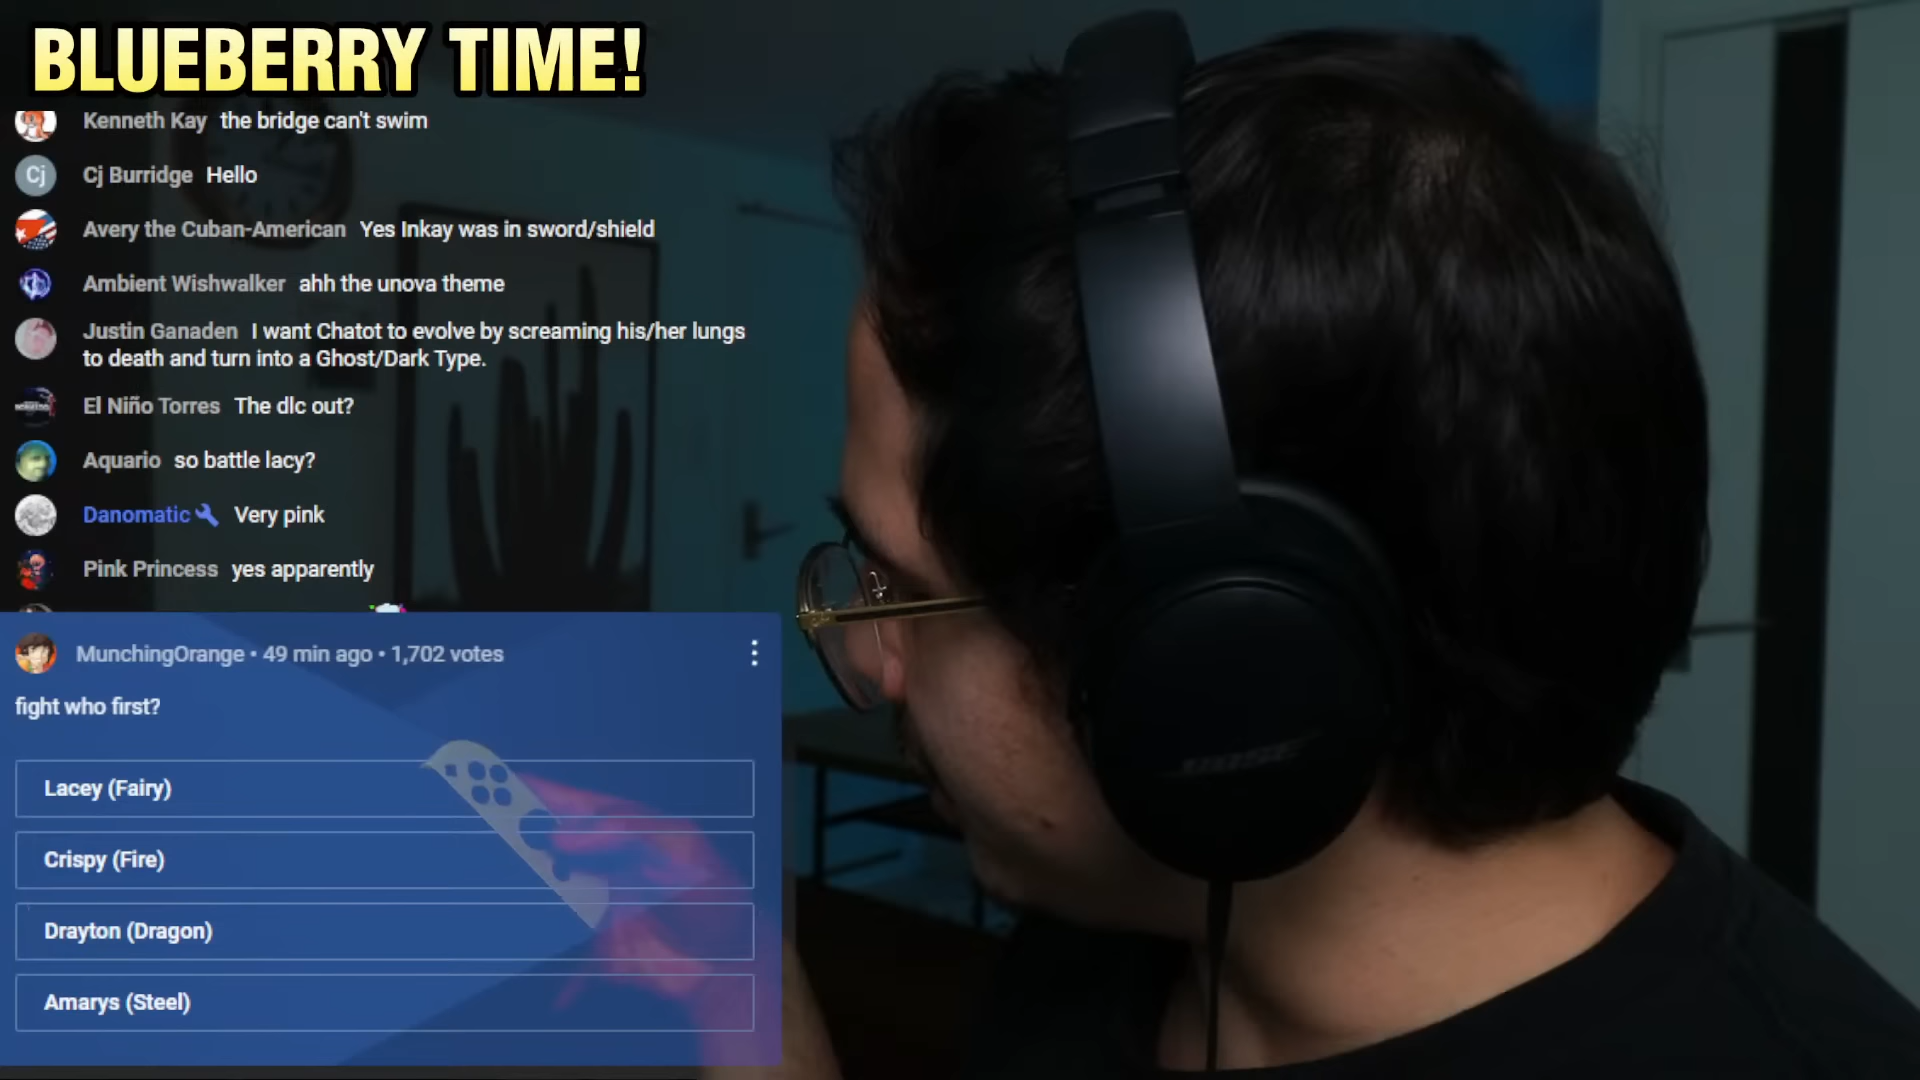 BLUEBERRY TIME!
Kenneth Kay the bridge can't swim
Cj Cj Burridge Hello
Avery the Cuban-American Yes Inkay was in sword/shield
Ambient Wishwalker ahh the unova theme
Justin Ganaden I want Chatot to evolve by screaming his/her lungs
to death and turn into a Ghost/Dark Type.
El Niño Torres The dlc out?
Aquario so battle lacy?
Danomatic Very pink
Pink Princess yes apparently
MunchingOrange • 49 min ago • 1,702 votes
fight who first?
Lacey (Fairy)
Crispy (Fire)
Drayton (Dragon)
Amarys (Steel)
BOSE